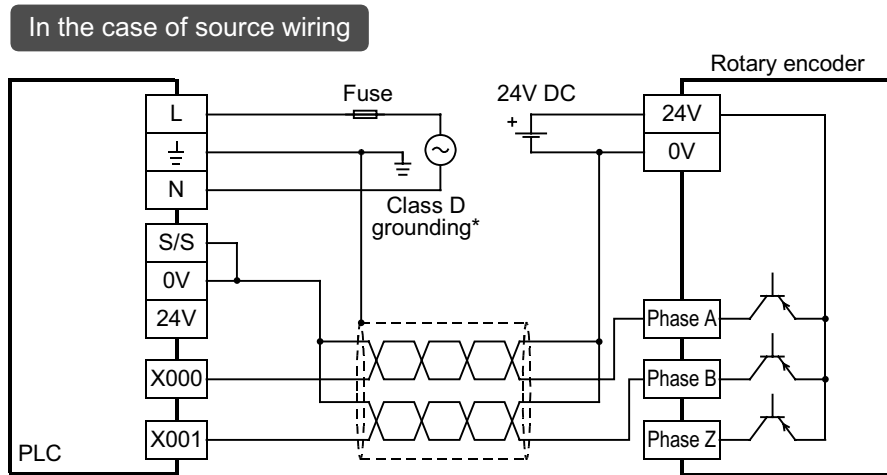 In the case of source wiring
Rotary encoder
Fuse
24V DC
L
+
24V
0V
N
Class D
grounding*
S/S
0V
24V
Phase A
X000
Phase B
X001
Phase Z
PLC